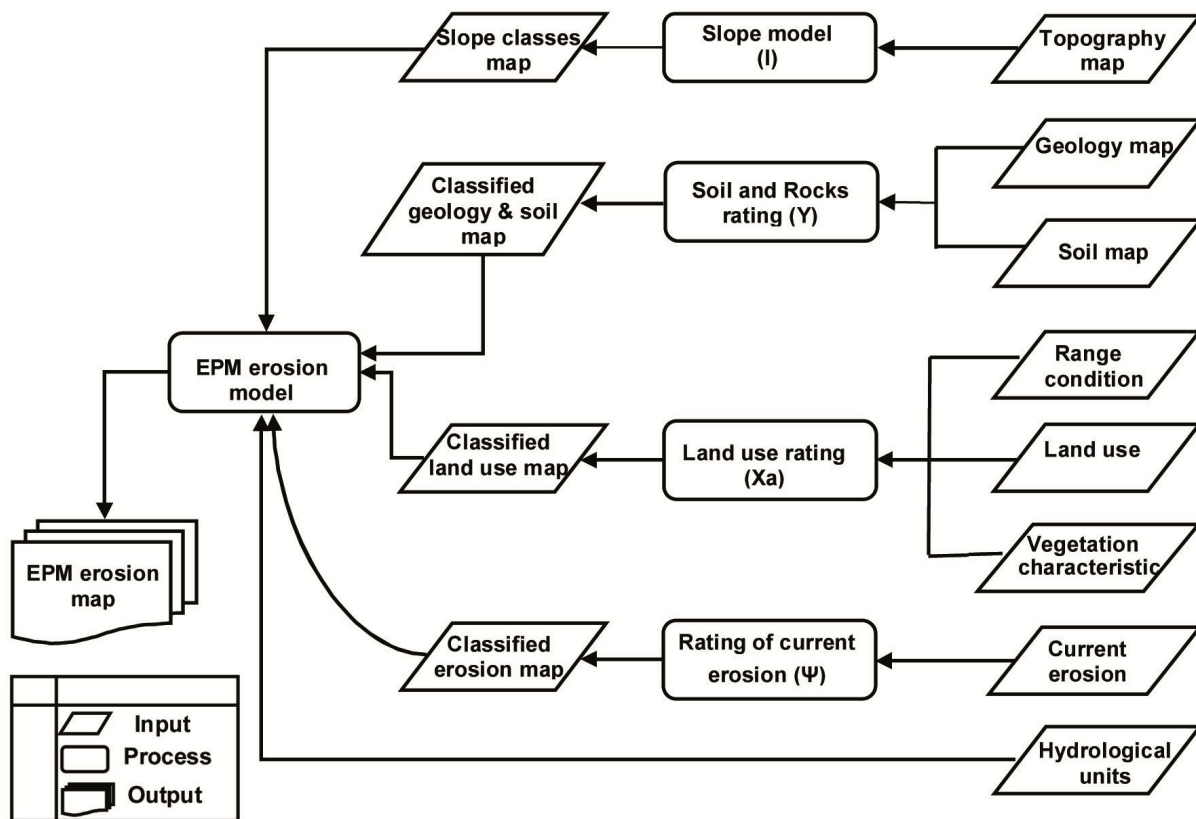 Slope classes
map
Slope model
(I)
Topography
map
Geology map
Classified
geology & soil
map
Soil and Rocks
rating (Y)
Soil map
EPM erosion
model
Range
condition
Classified
land use map
Land use rating
(Xa)
Land use
Vegetation
characteristic
EPM erosion
map
Classified
erosion map
Rating of current
erosion (Ψ)
Current
erosion
Hydrological
units
Input
Process
Output